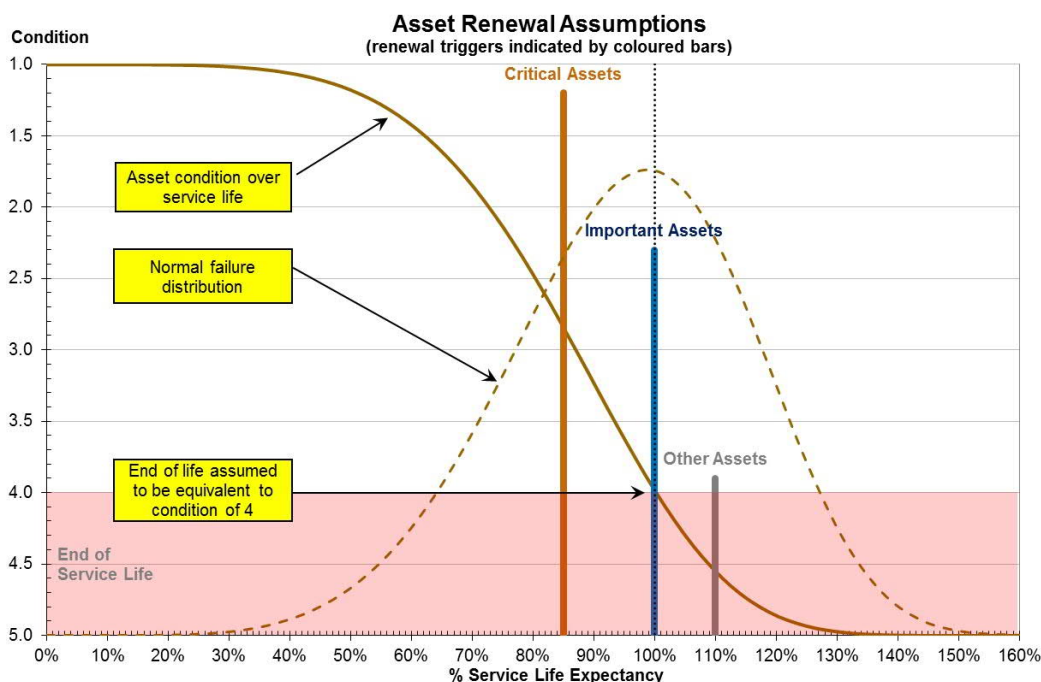 Asset Renewal Assumptions
(renewal triggers indicated by coloured bars)
Condition
1.0
1.5
2.0
2.5
3.0
3.5
4.0
4.5
5.0
Critical Assets
Asset condition over
service life
Important Assets
Normal failure
distribution
Other Assets
End of life assumed
to be equivalent to
condition of 4
End of
Service Life
0%
10%
20%
30%
40%
50%
60%
70%
80%
90%
100%
110%
120%
130%
140%
150%
160%
% Service Life Expectancy